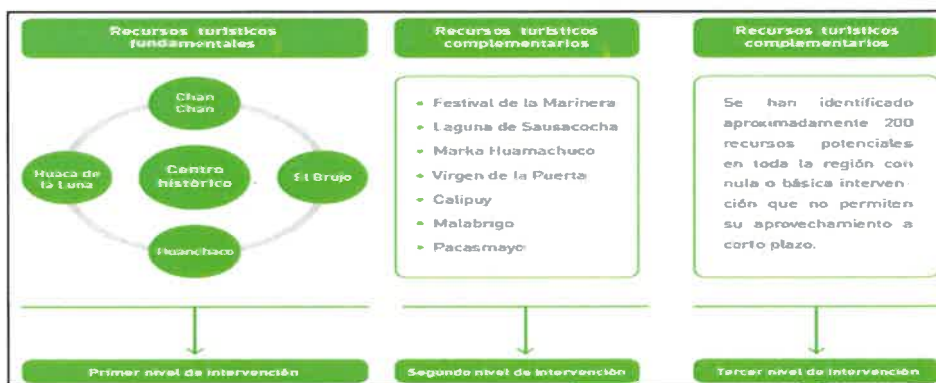 Recursos turísticos
fundamentales
Chan
Chan
Huaca de
la Luna
Centro
histórico
El Brujo
Huanchaco
Primer nivel de intervención
Recursos turísticos
complementarios
• Festival de la Marinera
• Laguna de Sausacocha
• Marka Huamachuco
• Virgen de la Puerta
• Calipuy
• Malabrigo
• Pacasmayo
Segundo nivel de intervención
Recursos turísticos
complementarios
Se han identificado
aproximadamente 200
recursos potenciales
en toda la región con
nula o básica interven-
ción que no permiten
su aprovechamiento a
corto plazo.
Tercer nivel de intervención